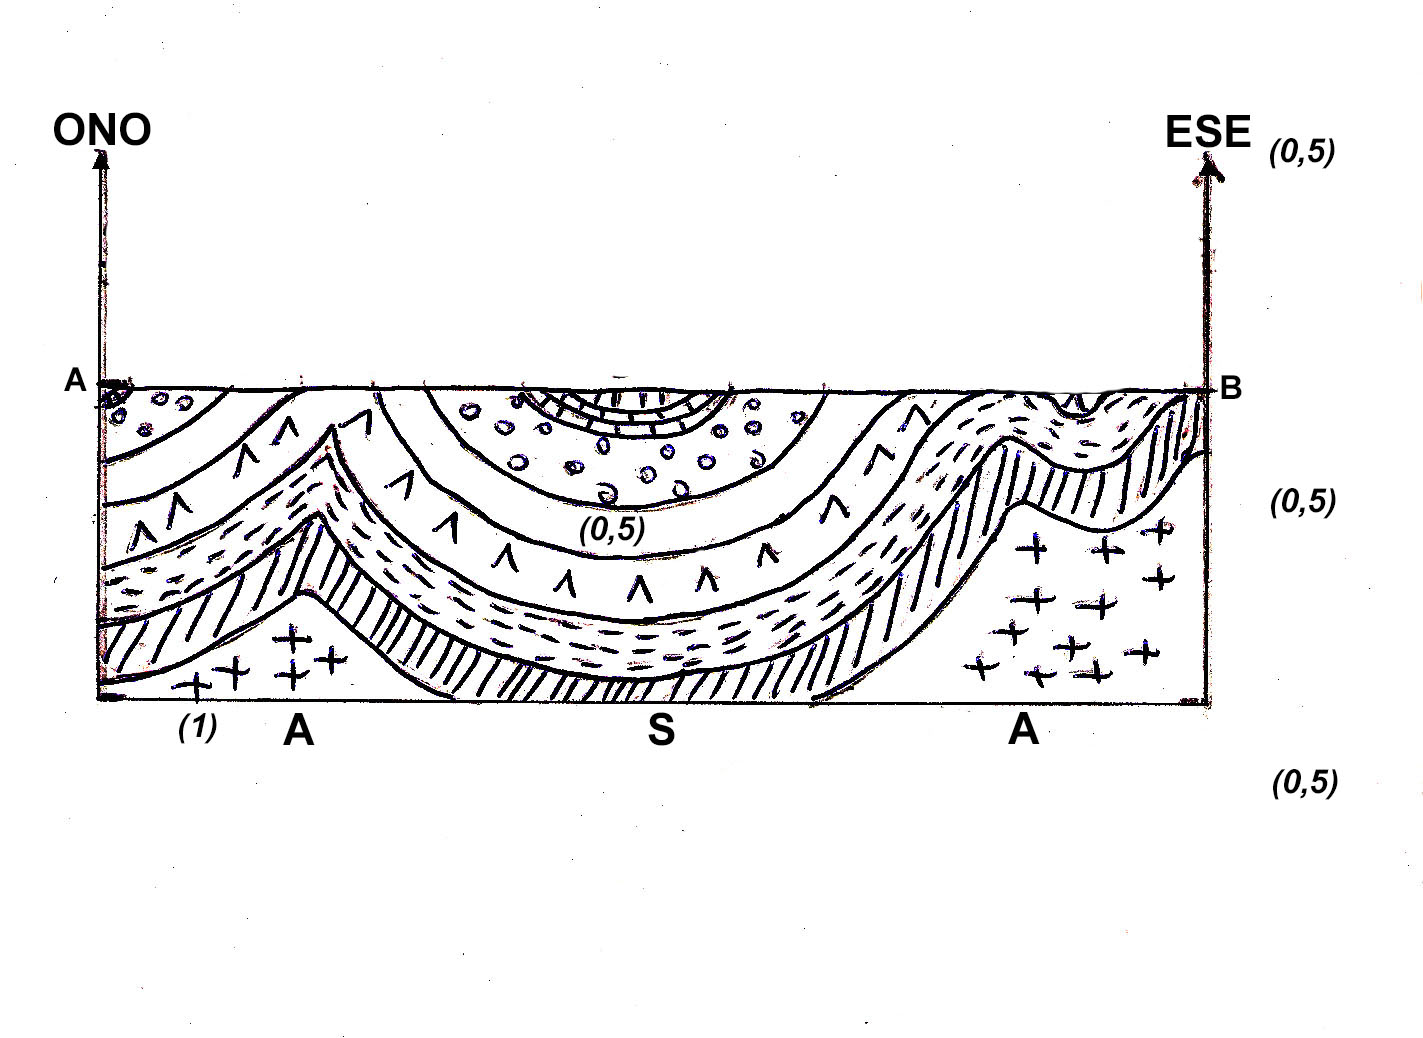 ONO
ESE (0,5)
A
B
(0,5)
(0,5)
(1) A S A
(0,5)